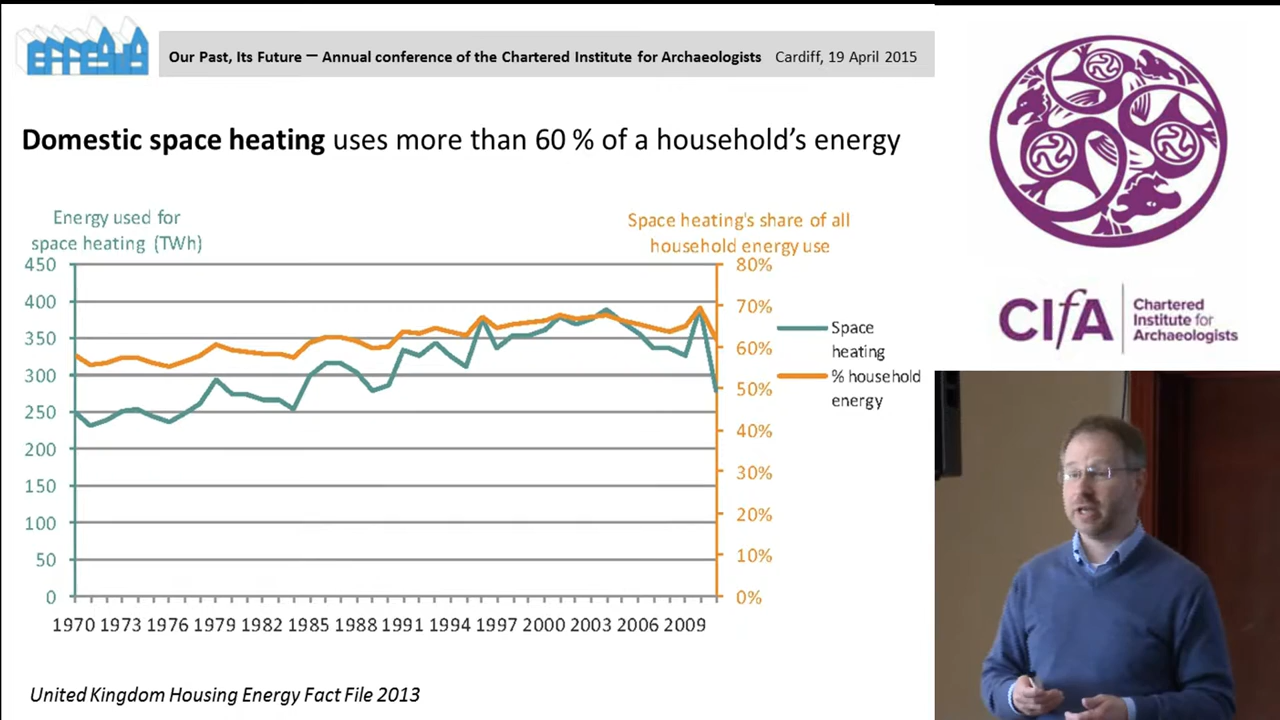 EFFESUS
Our Past, Its Future — Annual conference of the Chartered Institute for Archaeologists Cardiff, 19 April 2015
Domestic space heating uses more than 60 % of a household’s energy
Energy used for
space heating (TWh)
Space heating's share of all
household energy use
450
400
350
300
250
200
150
100
50
0
80%
70%
60%
50%
40%
30%
20%
10%
0%
1970 1973 1976 1979 1982 1985 1988 1991 1994 1997 2000 2003 2006 2009
Space
heating
% household
energy
United Kingdom Housing Energy Fact File 2013
CIfA
Chartered
Institute for
Archaeologists